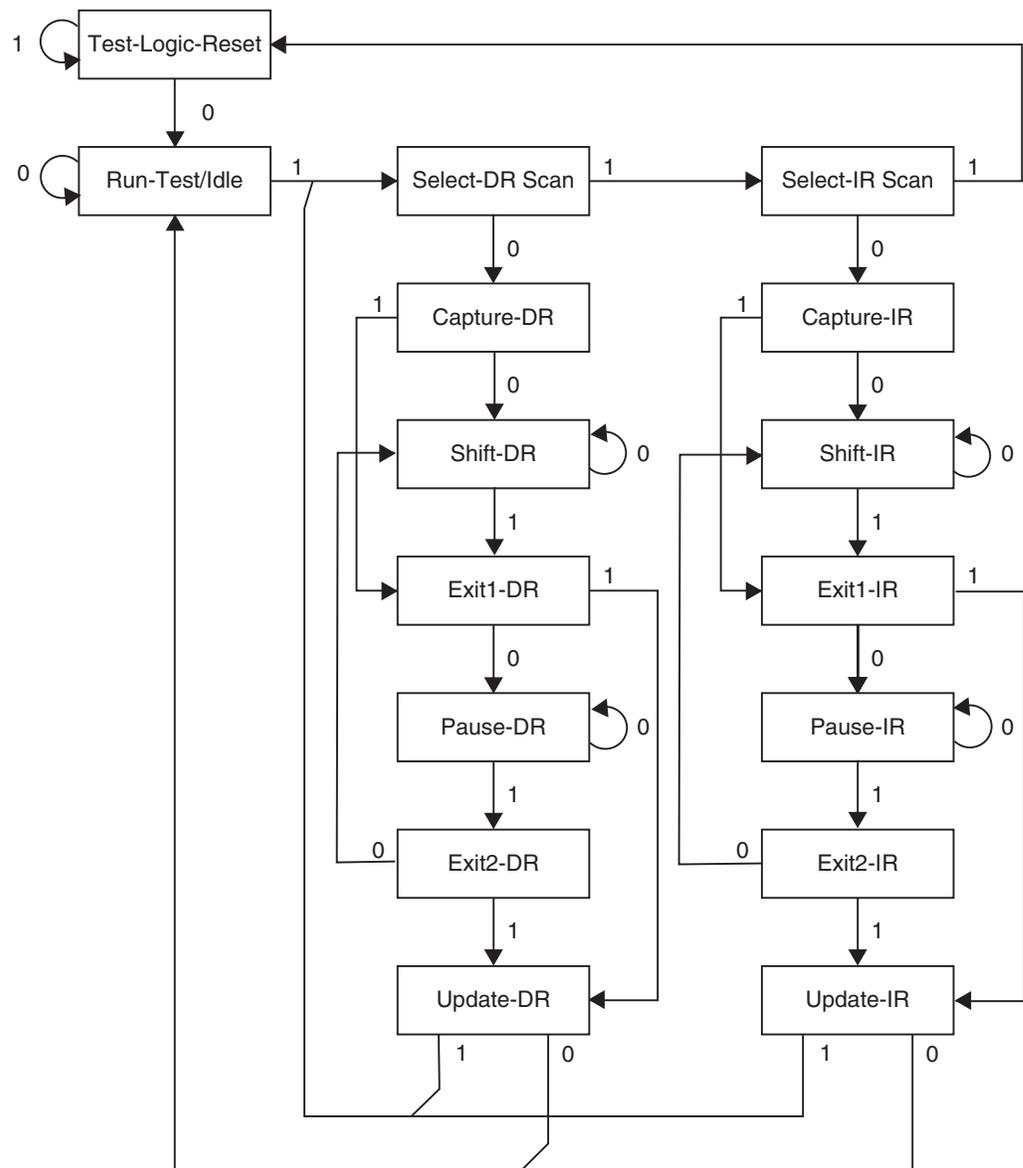 1
Test-Logic-Reset
0
0
Run-Test/Idle
1
Select-DR Scan
1
Select-IR Scan
1
0
0
1
Capture-DR
1
Capture-IR
0
0
Shift-DR
0
Shift-IR
0
1
1
Exit1-DR
1
Exit1-IR
1
0
0
Pause-DR
0
Pause-IR
0
1
1
0
Exit2-DR
0
Exit2-IR
1
1
Update-DR
Update-IR
1
0
1
0